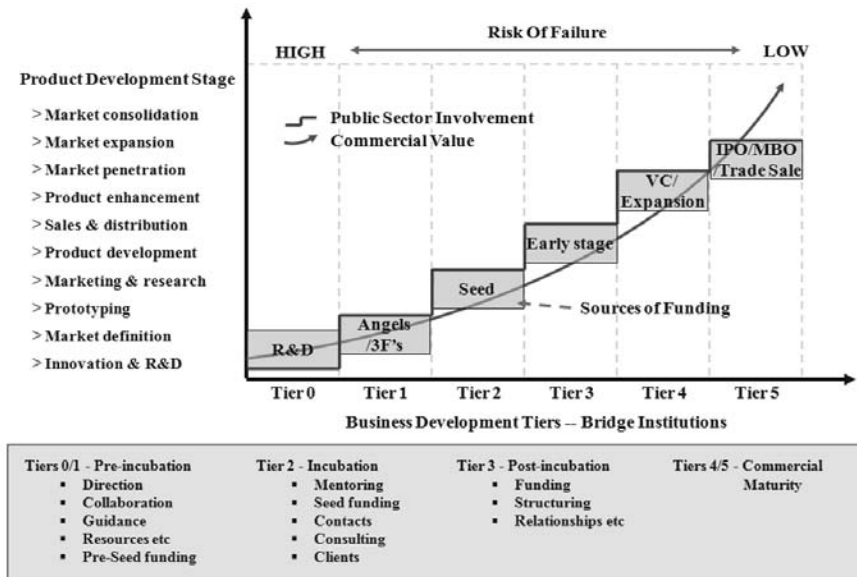 Risk Of Failure
HIGH
LOW
Product Development Stage
> Market consolidation
> Market expansion
> Market penetration
> Product enhancement
> Sales & distribution
> Product development
> Marketing & research
> Prototyping
> Market definition
> Innovation & R&D
Public Sector Involvement
Commercial Value
IPO/MBO
/Trade Sale
VC/
Expansion
Early stage
Seed
Sources of Funding
Angels
/3F's
R&D
Tier 0 Tier 1 Tier 2 Tier 3 Tier 4 Tier 5
Business Development Tiers -- Bridge Institutions
Tiers 0/1 - Pre-incubation
▪ Direction
▪ Collaboration
▪ Guidance
▪ Resources etc
▪ Pre-Seed funding
Tier 2 - Incubation
▪ Mentoring
▪ Seed funding
▪ Contacts
▪ Consulting
▪ Clients
Tier 3 - Post-incubation
▪ Funding
▪ Structuring
▪ Relationships etc
Tiers 4/5 - Commercial
Maturity